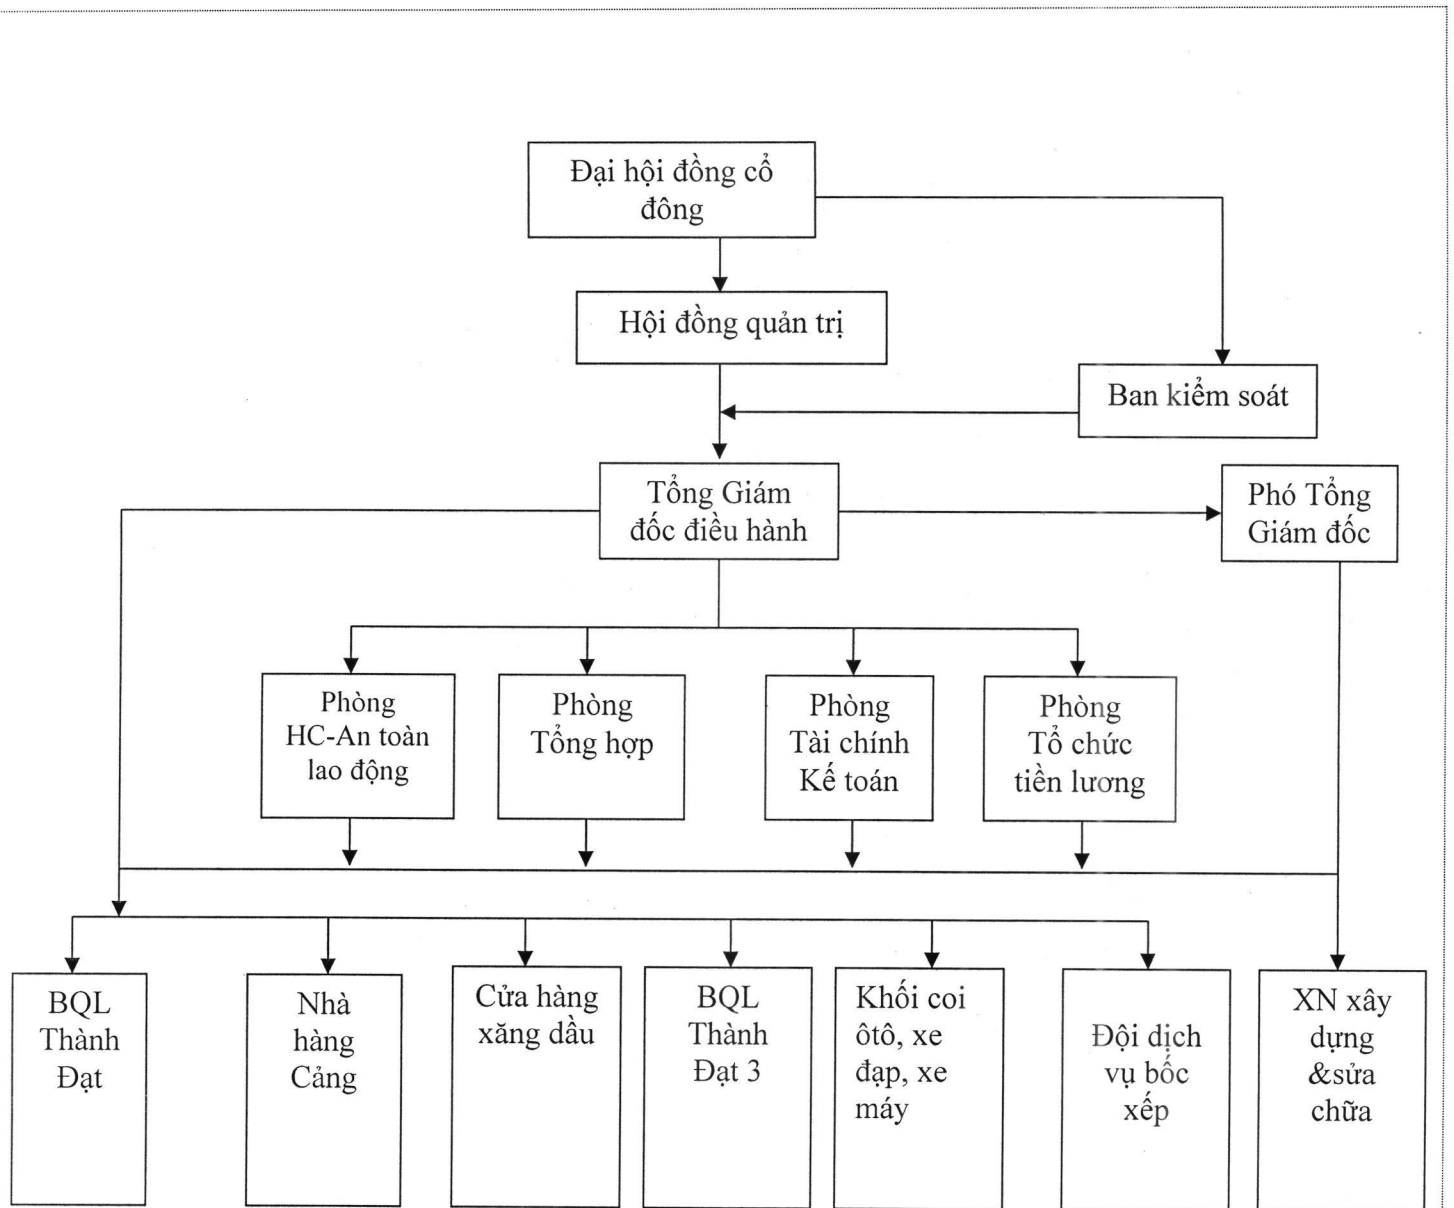 Đại hội đồng cổ
đông
Hội đồng quản trị
Ban kiểm soát
Tổng Giám
đốc điều hành
Phó Tổng
Giám đốc
Phòng
HC-An toàn
lao động
Phòng
Tổng hợp
Phòng
Tài chính
Kế toán
Phòng
Tổ chức
tiền lương
BQL
Thành
Đạt
Nhà
hàng
Cảng
Cửa hàng
xăng dầu
BQL
Thành
Đạt 3
Khối coi
ôtô, xe
đạp, xe
máy
Đội dịch
vụ bốc
xếp
XN xây
dựng
&sửa
chữa